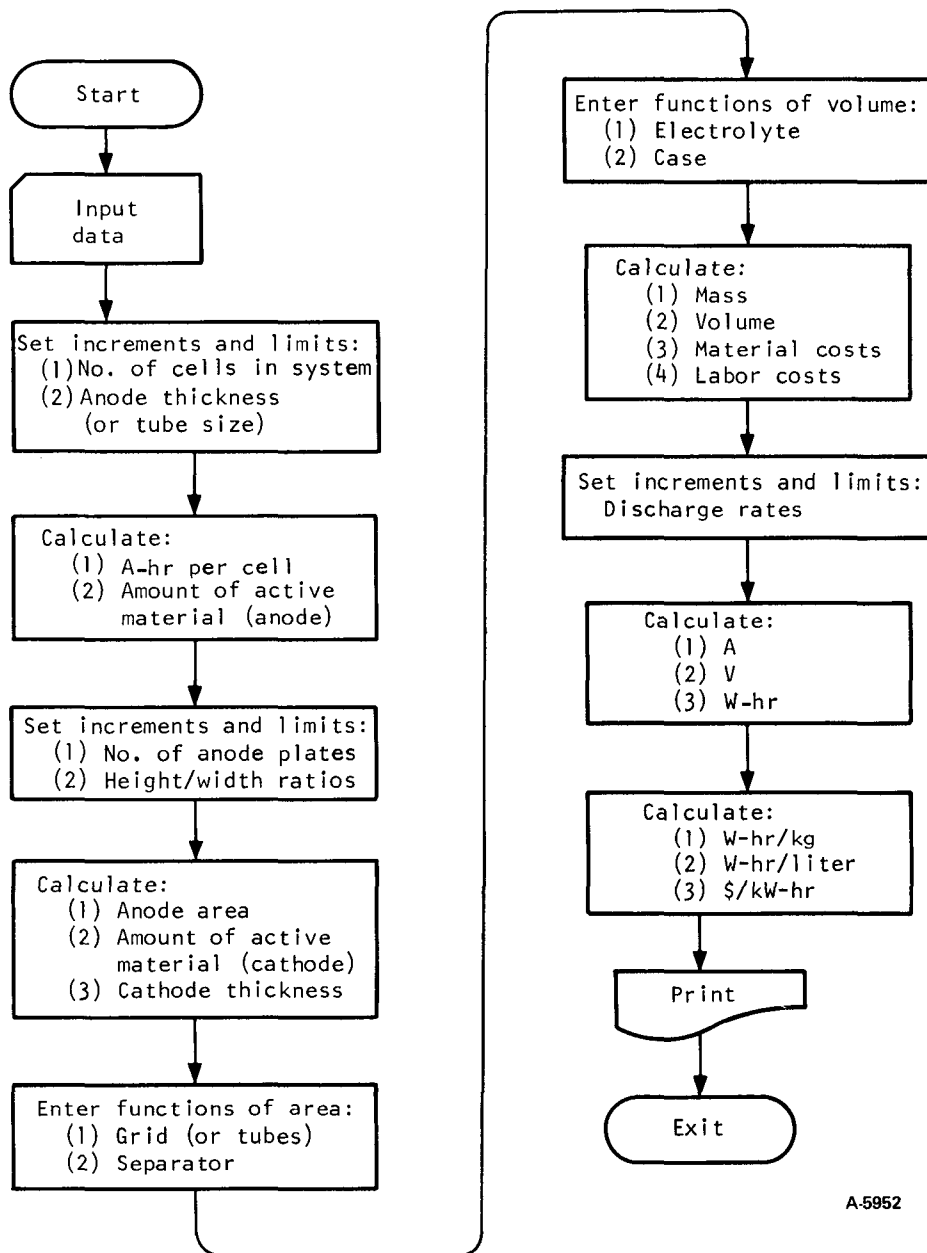 Start
Input
data
Set increments and limits:
(1) No. of cells in system
(2) Anode thickness
(or tube size)
Calculate:
(1) A-hr per cell
(2) Amount of active
material (anode)
Set increments and limits:
(1) No. of anode plates
(2) Height/width ratios
Calculate:
(1) Anode area
(2) Amount of active
material (cathode)
(3) Cathode thickness
Enter functions of area:
(1) Grid (or tubes)
(2) Separator
Enter functions of volume:
(1) Electrolyte
(2) Case
Calculate:
(1) Mass
(2) Volume
(3) Material costs
(4) Labor costs
Set increments and limits:
Discharge rates
Calculate:
(1) A
(2) V
(3) W-hr
Calculate:
(1) W-hr/kg
(2) W-hr/liter
(3) $/kW-hr
Print
Exit
A-5952